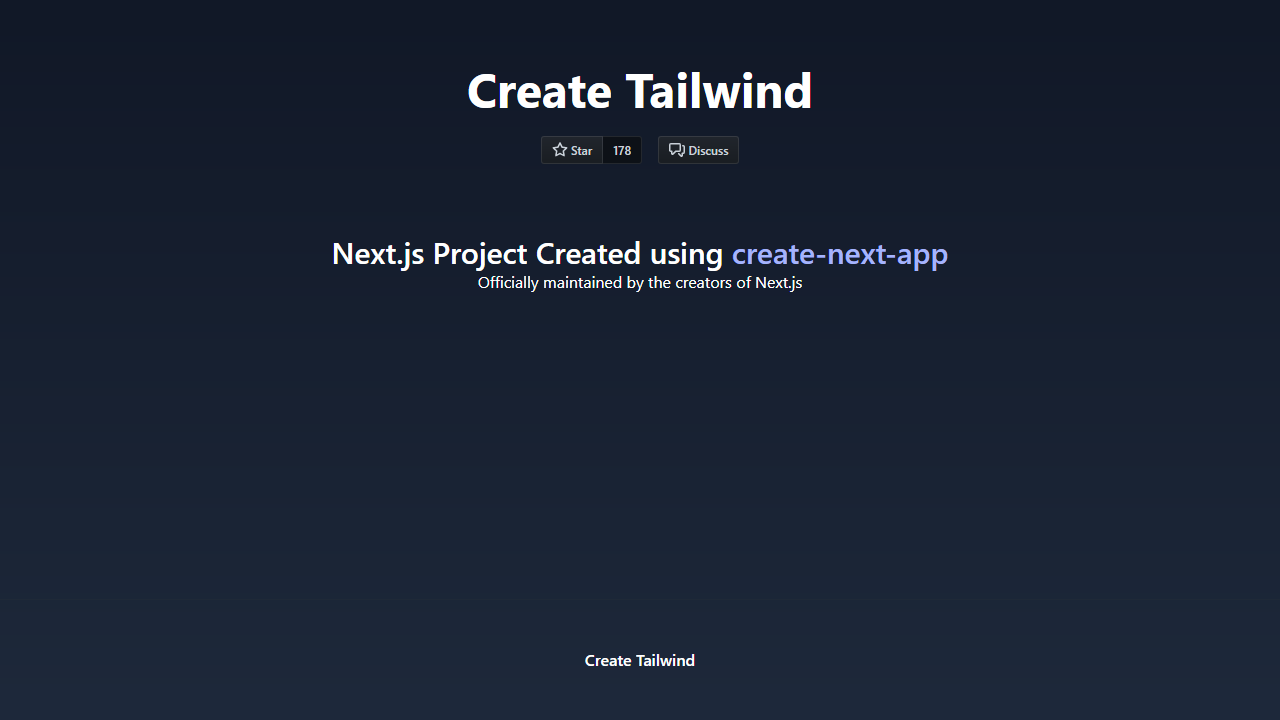 Create Tailwind
Star 178 Discuss
Next.js Project Created using create-next-app
Officially maintained by the creators of Next.js
Create Tailwind